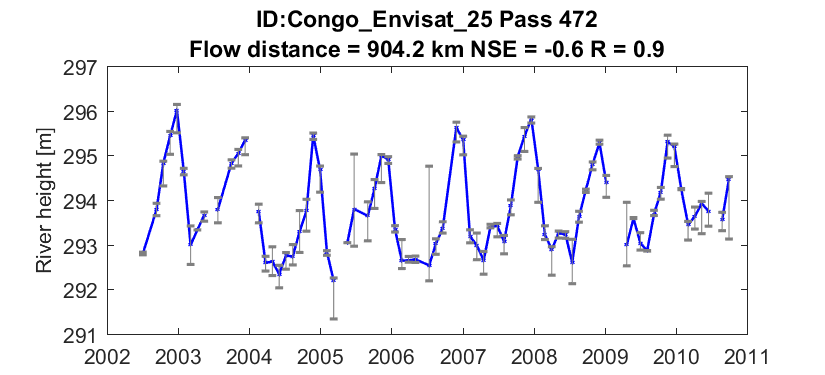 ID:Congo_Envisat_25 Pass 472
Flow distance = 904.2 km NSE = -0.6 R = 0.9
River height [m]
297
296
295
294
293
292
291
2002 2003 2004 2005 2006 2007 2008 2009 2010 2011